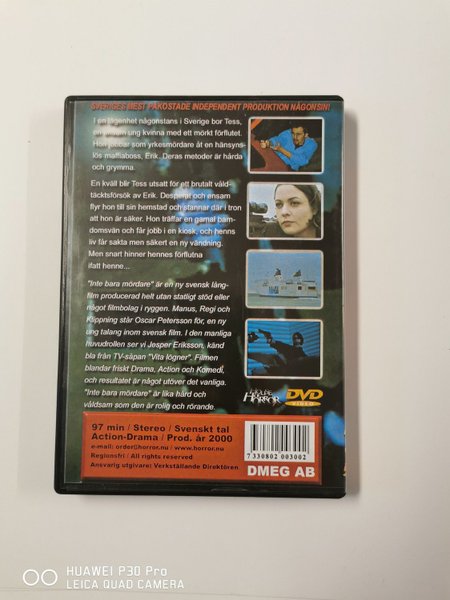 SVERIGES MEST PÅKOSTADE INDEPENDENT PRODUKTION NÅGONSIN!
I en lägenhet någonstans i Sverige bor Tess,
en ensam ung kvinna med ett mörkt förflutet.
Hon jobbar som yrkesmördare åt en hänsyns-
lös maffiaboss, Erik. Deras metoder är hårda
och grymma.
En kväll blir Tess utsatt för ett brutalt våld-
täktsförsök av Erik. Desperat och ensam
flyr hon till sin hemstad och stannar där i tron
att hon är säker. Hon träffar en gamal barn-
domsvän och får jobb i en kiosk, och hennes
liv får sakta men säkert en ny vändning.
Men snart hinner hennes förflutna
ifatt henne...
"Inte bara mördare" är en ny svensk lång-
film producerad helt utan statligt stöd eller
något filmbolag i ryggen. Manus, Regi och
Klippning står Oscar Petersson för, en ny
ung talang inom svensk film. I den manliga
huvudrollen ser vi Jesper Eriksson, känd
bla från TV-såpan "Vita lögner". Filmen
blandar friskt Drama, Action och Komedi,
och resultatet är något utöver det vanliga.
"Inte bara mördare" är lika hård och
våldsam som den är rolig och rörande.
HOUSE OF HORROR
DVD
VIDEO
97 min / Stereo / Svenskt tal
Action-Drama / Prod. år 2000
e-mail: order@horror.nu / www.horror.nu
Regionsfri / All rights reserved
Ansvarig utgivare: Verkställande Direktören
7 330802 003002
DMEG AB
HUAWEI P30 Pro
LEICA QUAD CAMERA